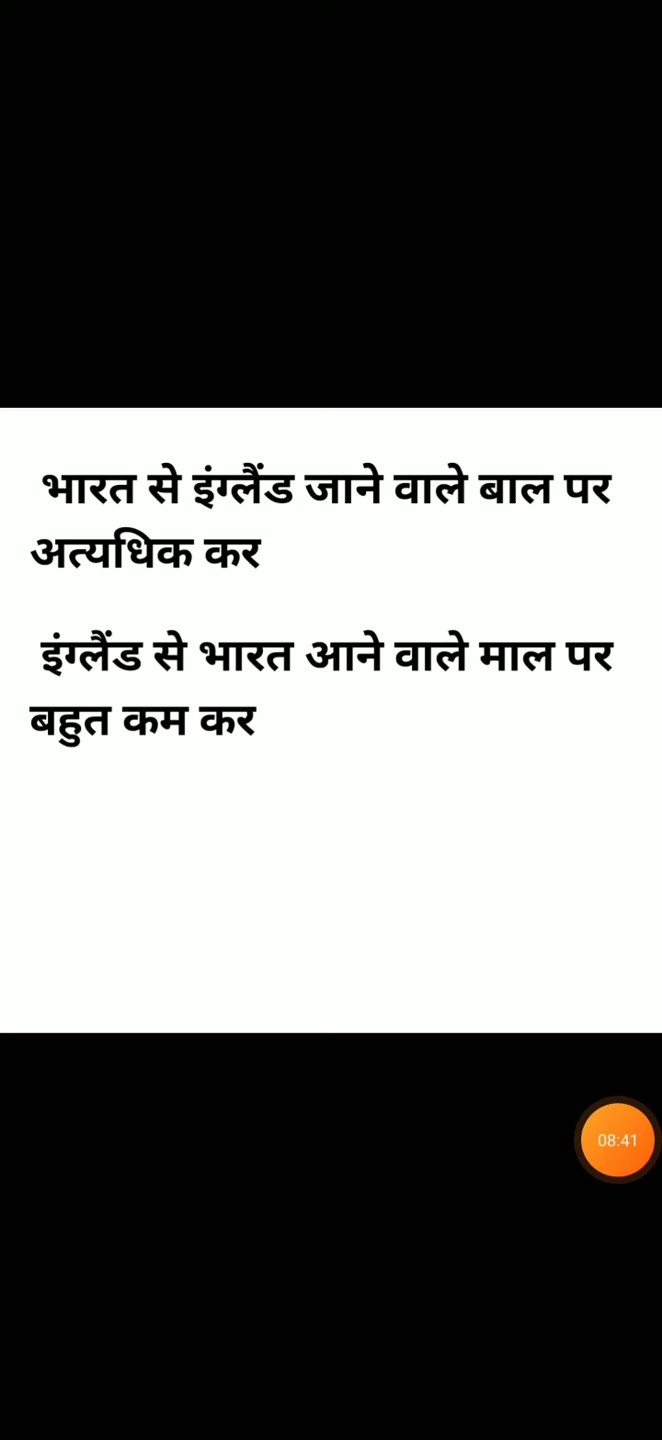 भारत से इंग्लैंड जाने वाले बाल पर
अत्यधिक कर
इंग्लैंड से भारत आने वाले माल पर
बहुत कम कर
08:41